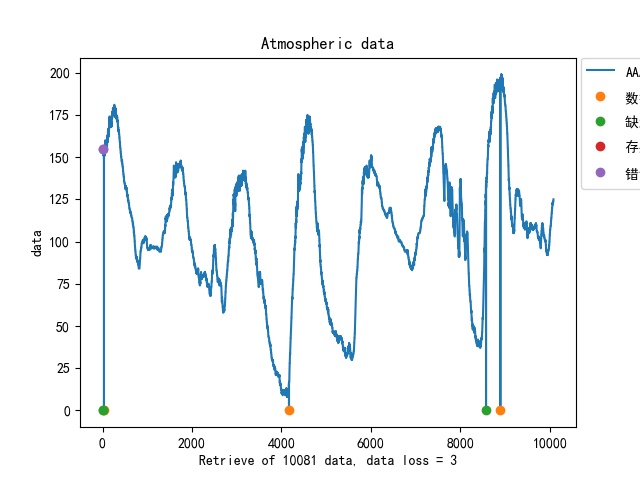 Atmospheric data
200
175
150
125
100
75
50
25
0
data
0
2000
4000
6000
8000
10000
Retrieve of 10081 data, data loss = 3
AA
数
缺
存
错